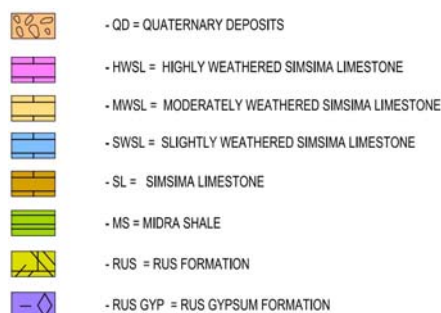 - QD = QUATERNARY DEPOSITS
- HWSL = HIGHLY WEATHERED SIMSIMA LIMESTONE
- MWSL = MODERATELY WEATHERED SIMSIMA LIMESTONE
- SWSL = SLIGHTLY WEATHERED SIMSIMA LIMESTONE
- SL = SIMSIMA LIMESTONE
- MS = MIDRA SHALE
- RUS = RUS FORMATION
- RUS GYP = RUS GYPSUM FORMATION